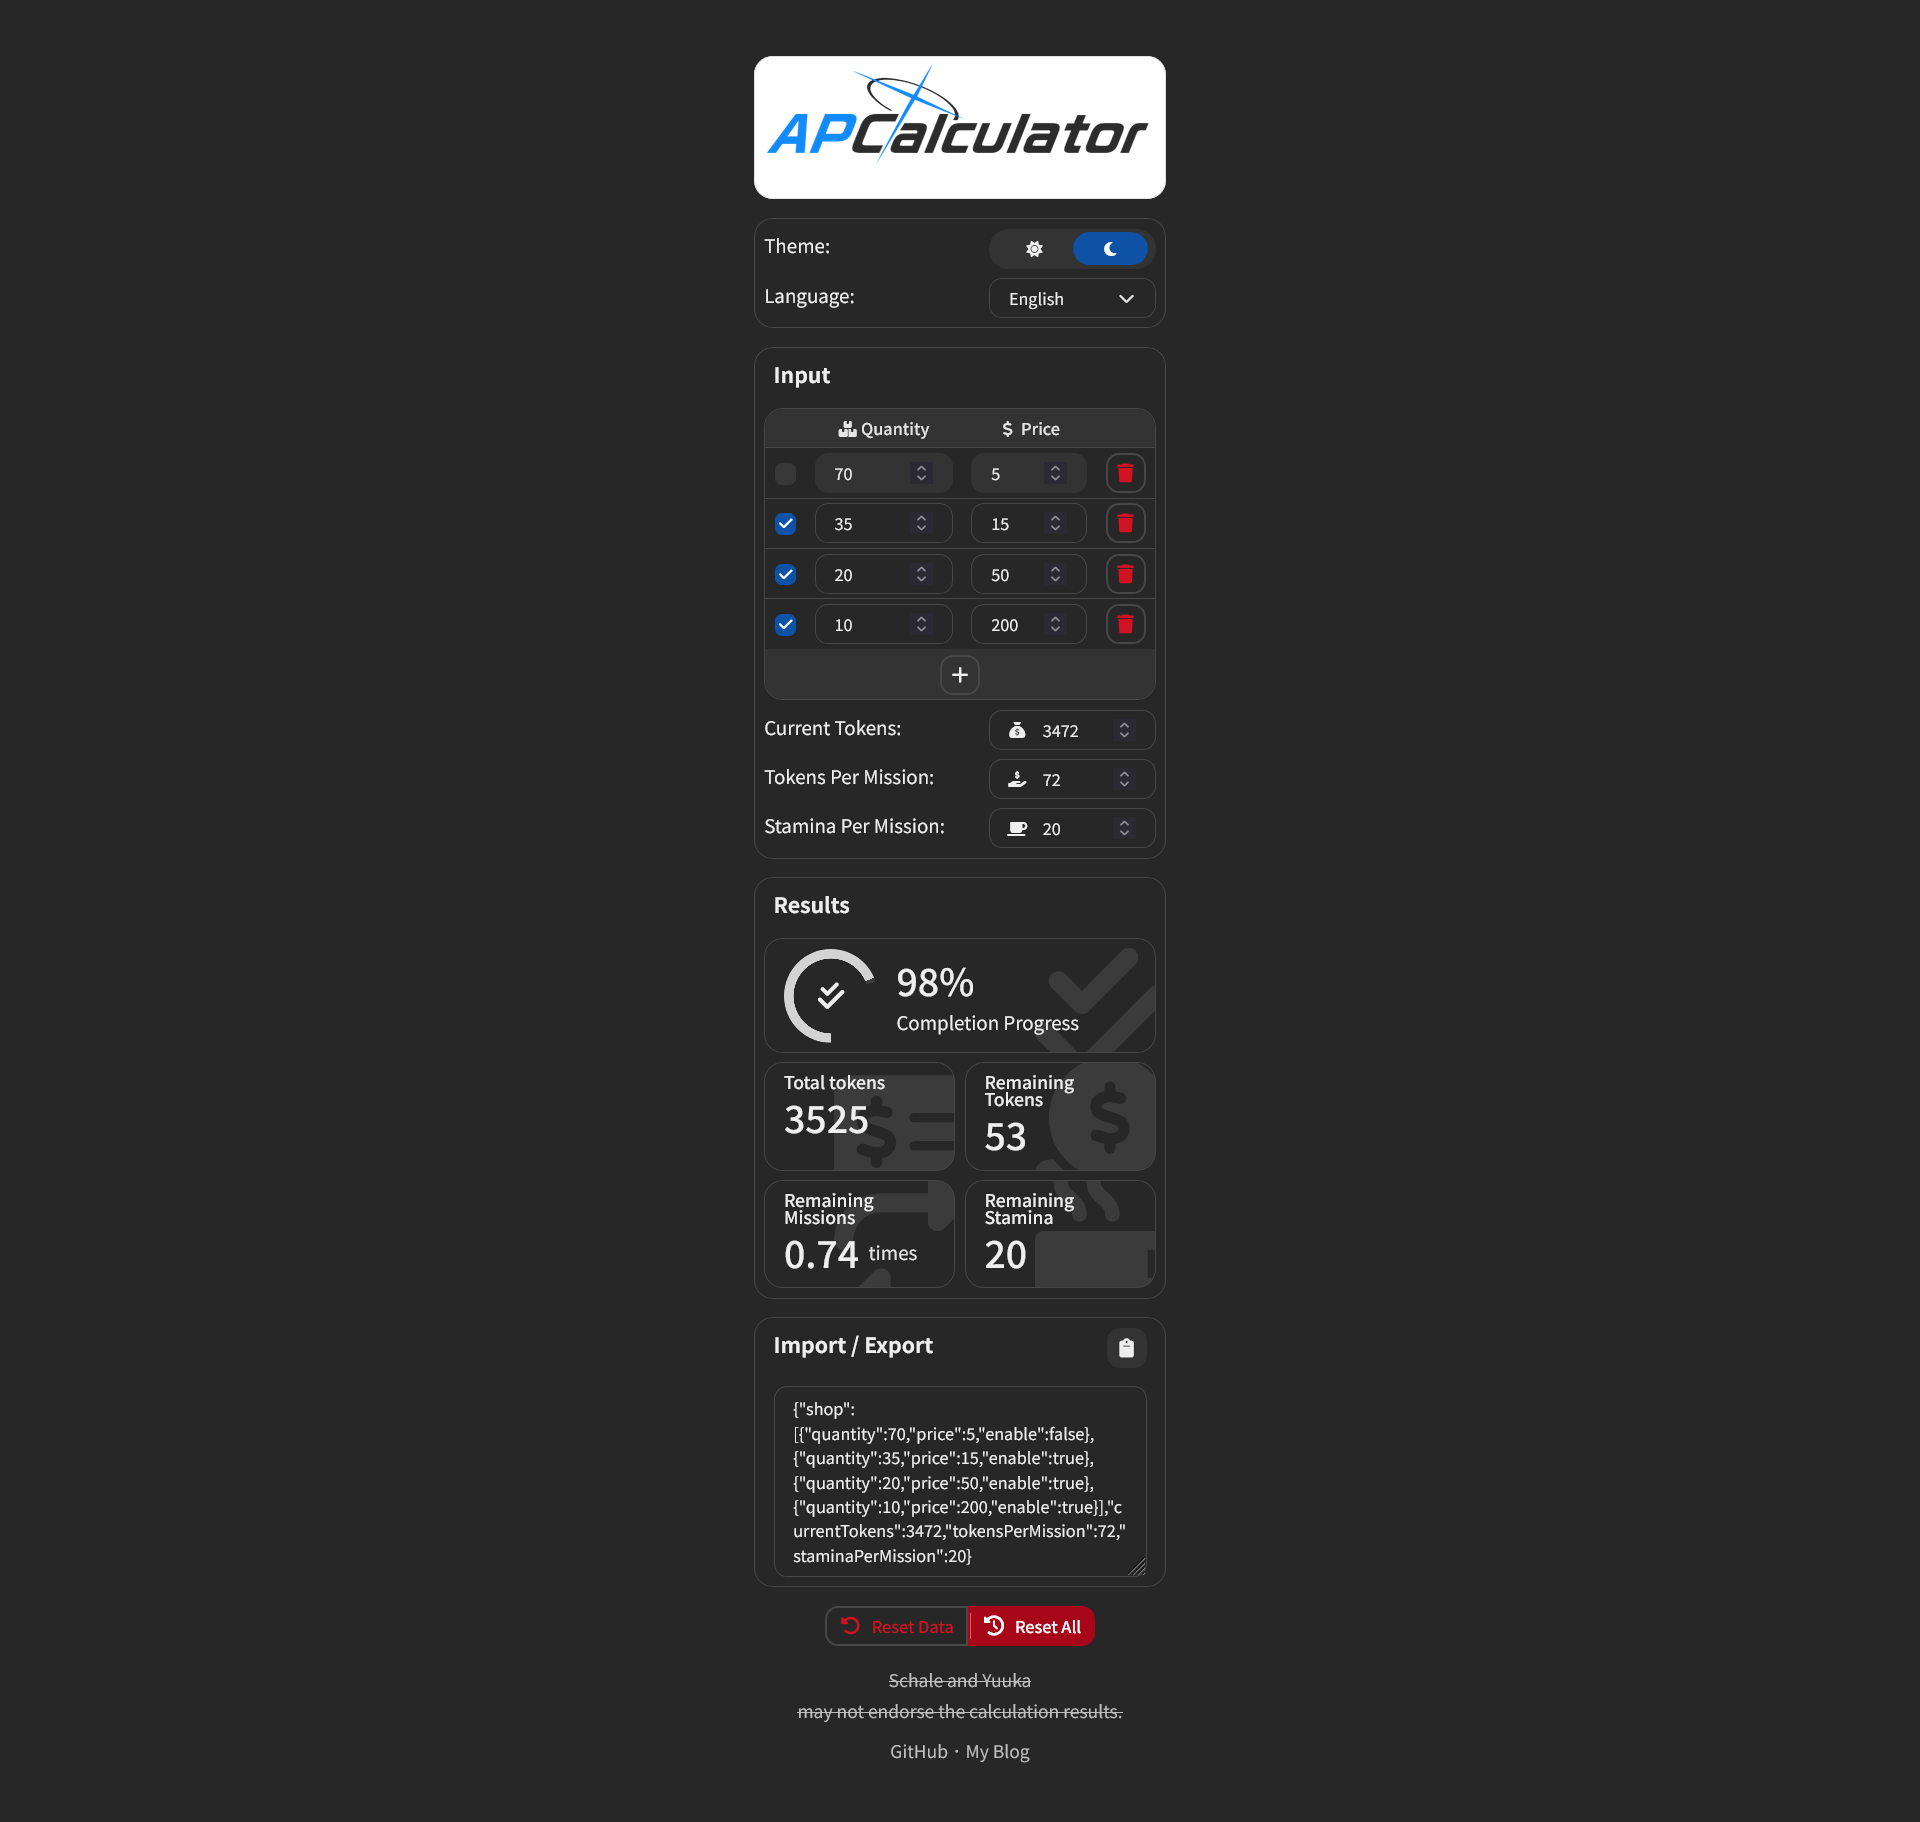 APCalculator
Theme:
Language:
English
Input
Quantity
$ Price
70
5
35
15
20
50
10
200
+
Current Tokens:
3472
Tokens Per Mission:
72
Stamina Per Mission:
20
Results
98%
Completion Progress
Total tokens
3525
Remaining
Tokens
53
Remaining
Missions
0.74 times
Remaining
Stamina
20
Import / Export
{"shop":
[{"quantity":70,"price":5,"enable":false},
{"quantity":35,"price":15,"enable":true},
{"quantity":20,"price":50,"enable":true},
{"quantity":10,"price":200,"enable":true}],"c
urrentTokens":3472,"tokensPerMission":72,"
staminaPerMission":20}
Reset Data
Reset All
Schale and Yuuka
may not endorse the calculation results.
GitHub · My Blog